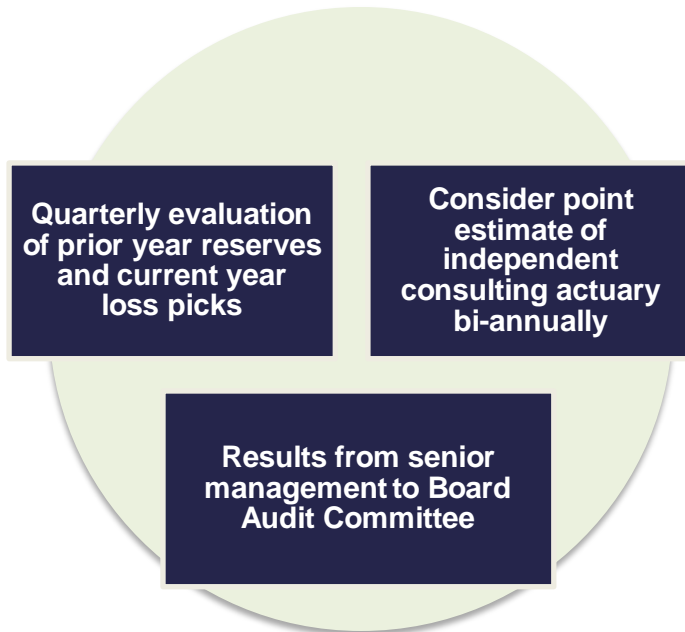 Quarterly evaluation
of prior year reserves
and current year
loss picks
Consider point
estimate of
independent
consulting actuary
bi-annually
Results from senior
management to Board
Audit Committee